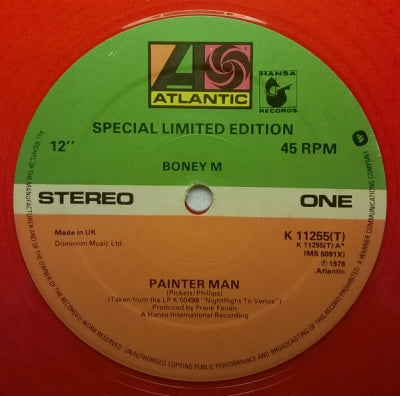 ATLANTIC
HANSA
RECORDS
SPECIAL LIMITED EDITION
12" 45 RPM
BONEY M
STEREO ONE
Made in UK
Dominion Music Ltd.
K 11255(T)
K 11255(T) A*
(MS 5091X)
℗ 1978
Atlantic
PAINTER MAN
(Pickett/Phillips)
(Taken from the LP K 50498 "Nightflight To Venus")
Produced by Frank Farian
A Hansa International Recording
ALL RIGHTS OF THE MANUFACTURER AND OF THE OWNER OF THE RECORDED WORK RESERVED UNAUTHORISED COPYING PUBLIC PERFORMANCE AND BROADCASTING OF THIS RECORD PROHIBITED A WARNER COMMUNICATIONS COMPANY